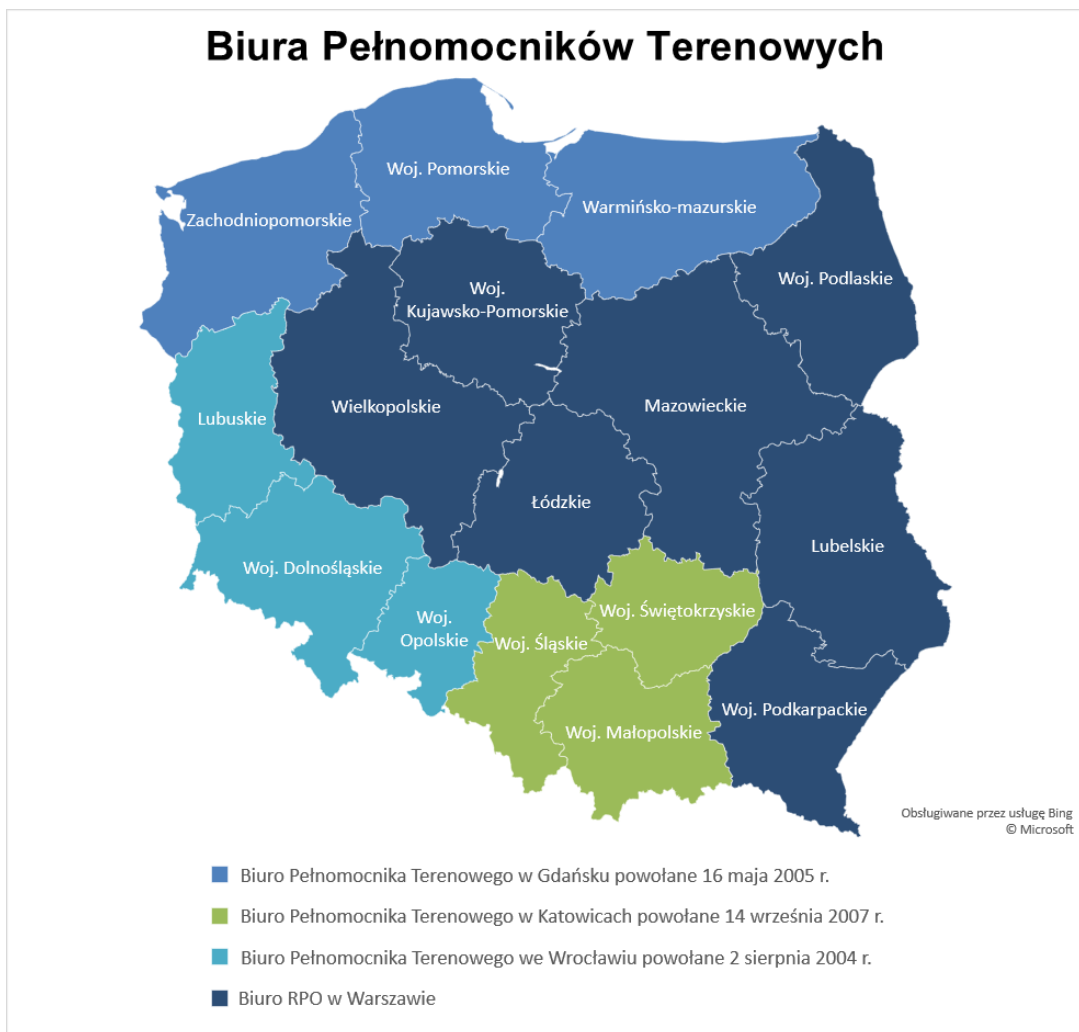 Biura Pełnomocników Terenowych
Woj. Pomorskie
Warmińsko-mazurskie
Zachodniopomorskie
Woj. Podlaskie
Woj.
Kujawsko-Pomorskie
Wielkopolskie
Mazowieckie
Lubuskie
Łódzkie
Lubelskie
Woj. Dolnośląskie
Woj.
Opolskie
Woj. Śląskie
Woj. Świętokrzyskie
Woj. Podkarpackie
Woj. Małopolskie
Obsługiwane przez usługę Bing
© Microsoft
Biuro Pełnomocnika Terenowego w Gdańsku powołane 16 maja 2005 r.
Biuro Pełnomocnika Terenowego w Katowicach powołane 14 września 2007 r.
Biuro Pełnomocnika Terenowego we Wrocławiu powołane 2 sierpnia 2004 r.
Biuro RPO w Warszawie